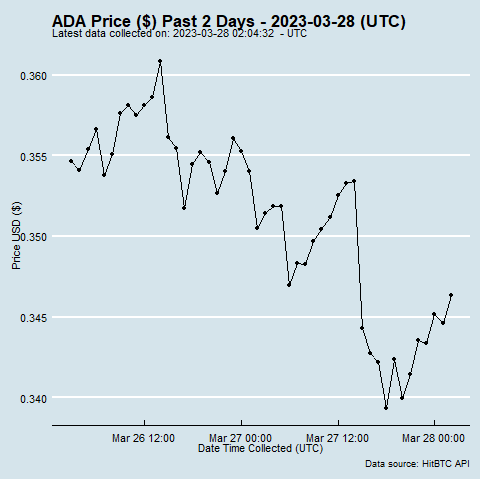 ADA Price ($) Past 2 Days - 2023-03-28 (UTC)
Latest data collected on: 2023-03-28 02:04:32  - UTC
0.360
0.355
0.350
0.345
0.340
Price USD ($)
Mar 26 12:00
Mar 27 00:00
Mar 27 12:00
Mar 28 00:00
Date Time Collected (UTC)
Data source: HitBTC API